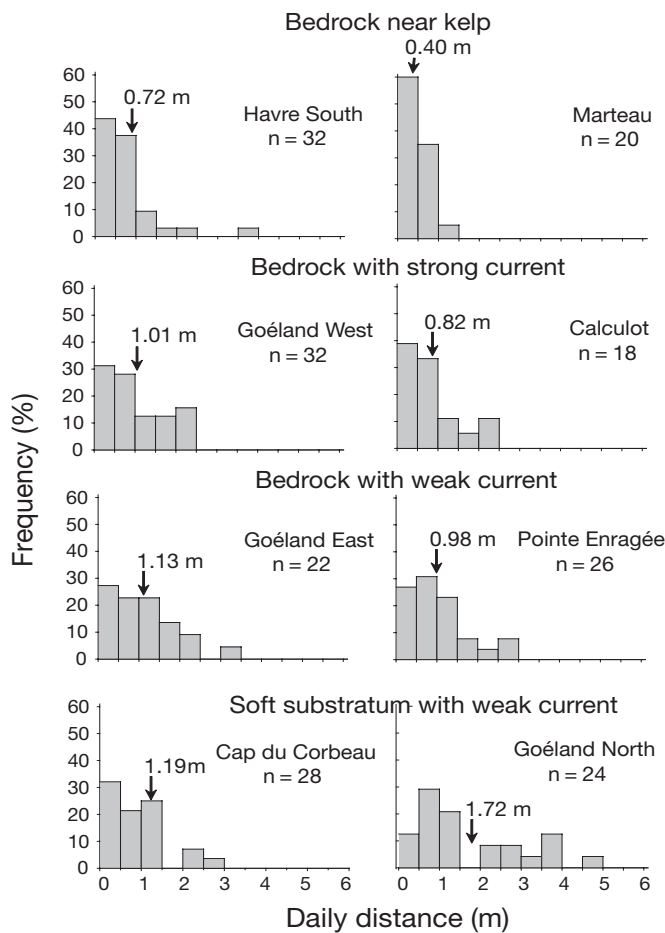 Bedrock near kelp
0.40 m
60
50
40
30
20
10
0
0.72 m
Havre South
n = 32
Marteau
n = 20
Bedrock with strong current
60
50
40
30
20
10
0
1.01 m
Goéland West
n = 32
0.82 m
Calculot
n = 18
Frequency (%)
Bedrock with weak current
60
50
40
30
20
10
0
1.13 m
Goéland East
n = 22
0.98 m
Pointe Enragée
n = 26
Soft substratum with weak current
60
50
40
30
20
10
0
1.19m
Cap du Corbeau
n = 28
Goéland North
n = 24
1.72 m
0 1 2 3 4 5 6
0 1 2 3 4 5 6
Daily distance (m)